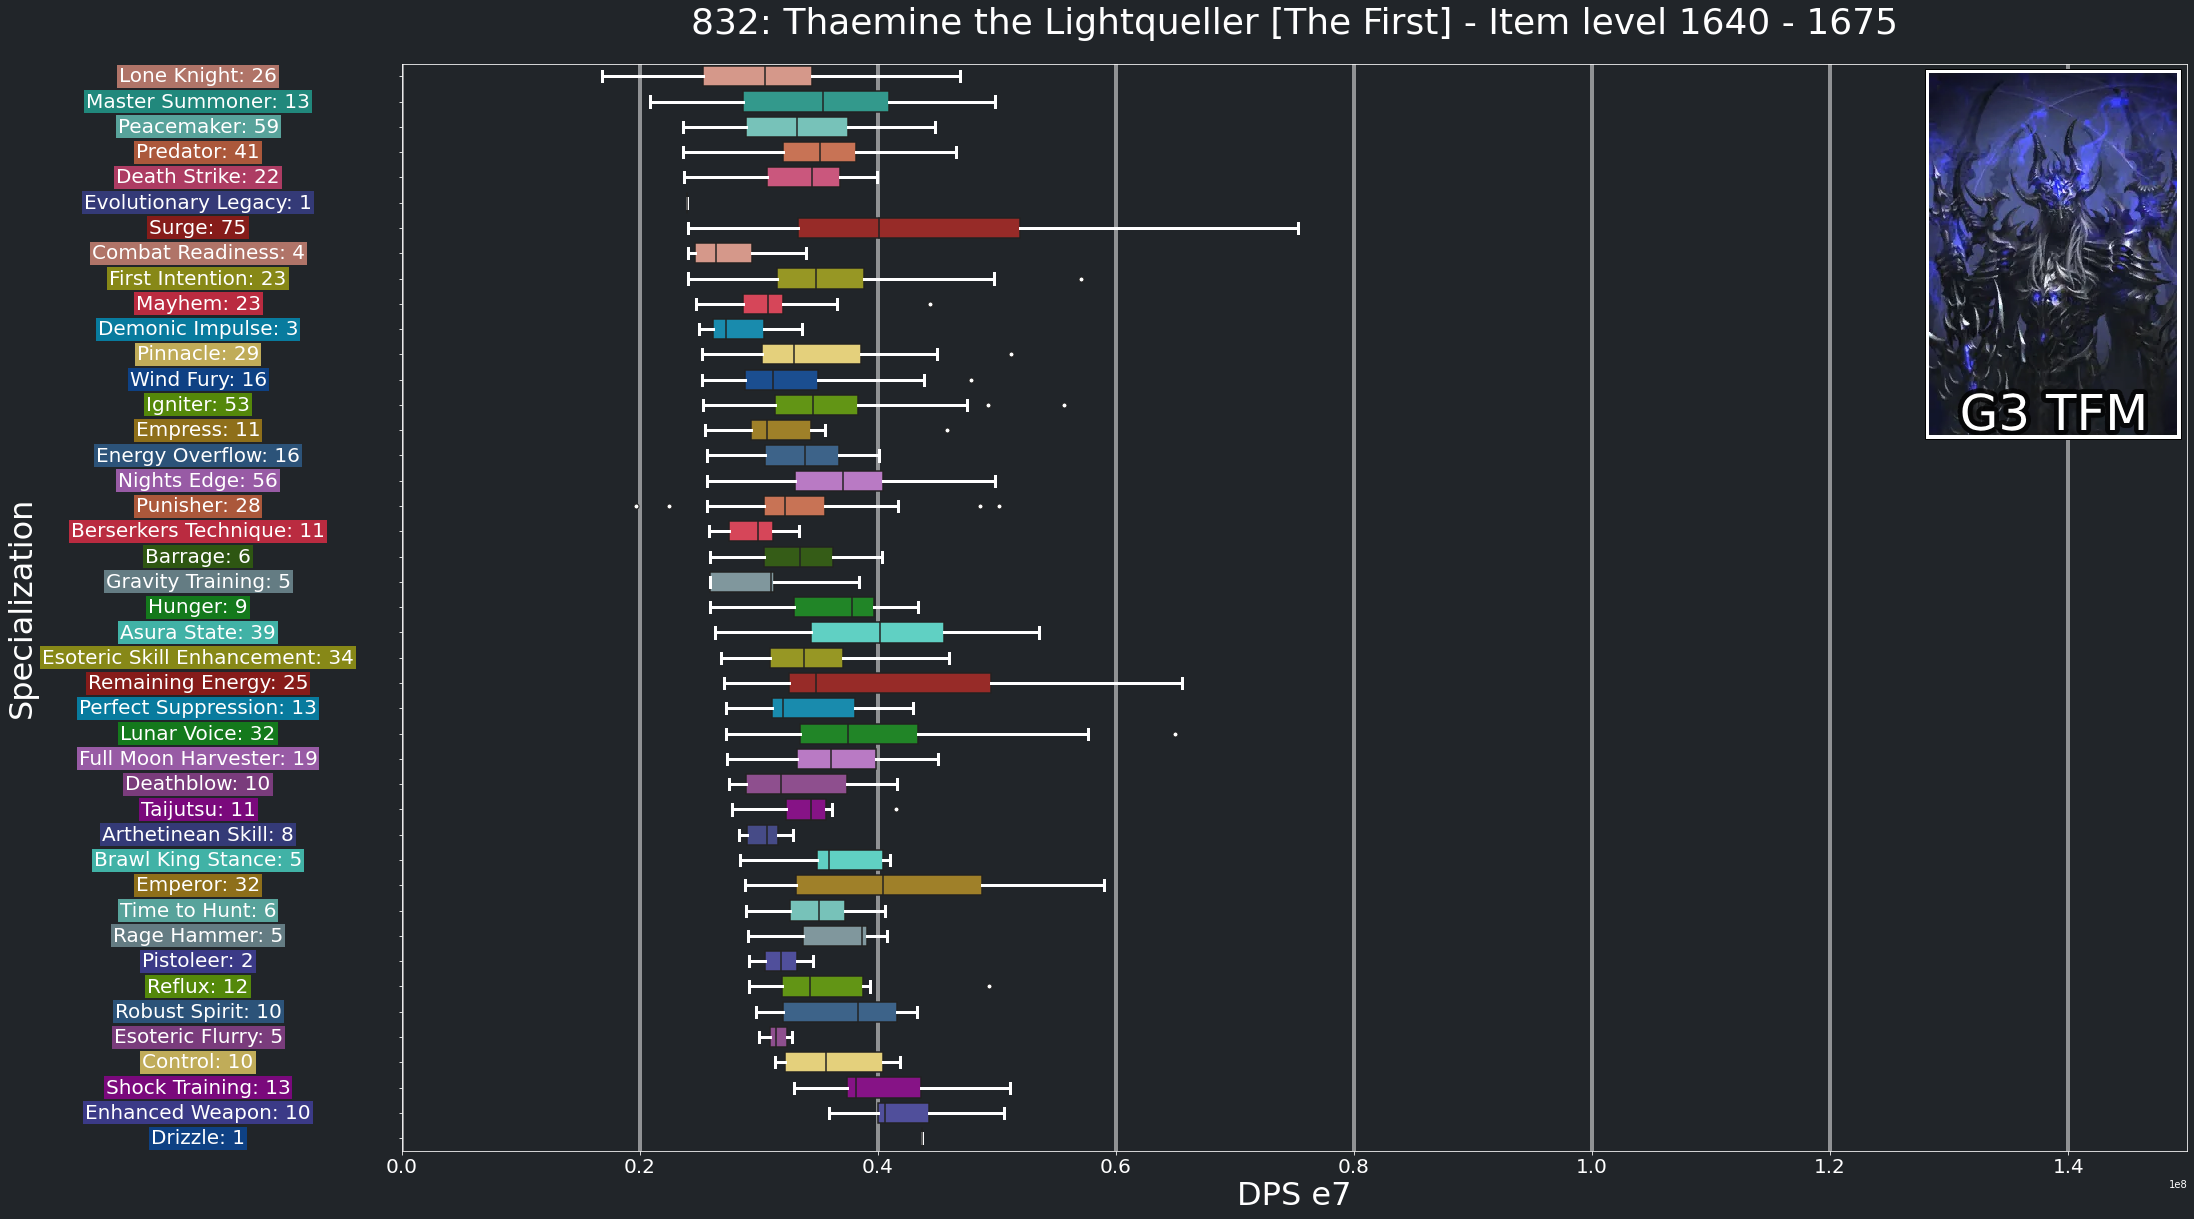 832: Thaemine the Lightqueller [The First] - Item level 1640 - 1675
Specialization
Lone Knight: 26
Master Summoner: 13
Peacemaker: 59
Predator: 41
Death Strike: 22
Evolutionary Legacy: 1
Surge: 75
Combat Readiness: 4
First Intention: 23
Mayhem: 23
Demonic Impulse: 3
Pinnacle: 29
Wind Fury: 16
Igniter: 53
Empress: 11
Energy Overflow: 16
Nights Edge: 56
Punisher: 28
Berserkers Technique: 11
Barrage: 6
Gravity Training: 5
Hunger: 9
Asura State: 39
Esoteric Skill Enhancement: 34
Remaining Energy: 25
Perfect Suppression: 13
Lunar Voice: 32
Full Moon Harvester: 19
Deathblow: 10
Taijutsu: 11
Arthetinean Skill: 8
Brawl King Stance: 5
Emperor: 32
Time to Hunt: 6
Rage Hammer: 5
Pistoleer: 2
Reflux: 12
Robust Spirit: 10
Esoteric Flurry: 5
Control: 10
Shock Training: 13
Enhanced Weapon: 10
Drizzle: 1
G3 TFM
0.0 0.2 0.4 0.6 0.8 1.0 1.2 1.4
DPS e7
1e8